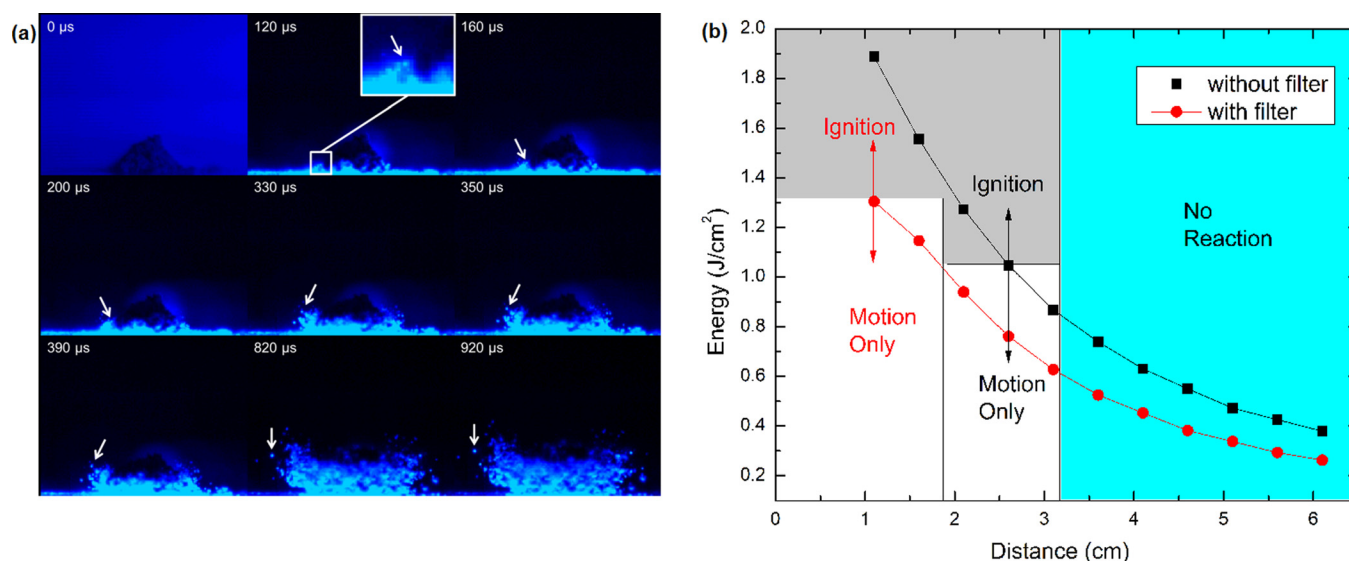 (a)
0 μs
120 μs
160 μs
200 μs
330 μs
350 μs
390 μs
820 μs
920 μs
(b)
2.0
1.8
1.6
1.4
1.2
1.0
0.8
0.6
0.4
0.2
Energy (J/cm²)
without filter
with filter
Ignition
Ignition
No
Reaction
Motion
Only
Motion
Only
0
1
2
3
4
5
6
Distance (cm)